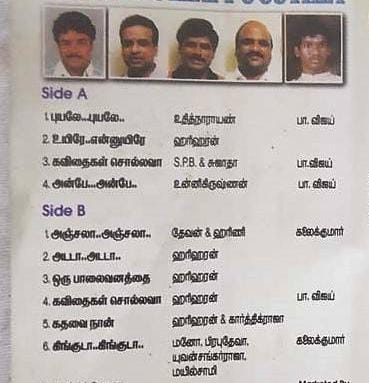 Side A
1. புயலே...புயலே.. உதித்நாராயண் பா. விஜய்
2. உயிரே..என்னுயிரே ஹரிஹரன்
3. கவிதைகள் சொல்லவா S.P.B. & சுஜாதா பா.விஜய்
4. அன்பே...அன்பே.. உன்னிகிருஷ்ணன் பா. விஜய்
Side B
1. அஞ்சலா..அஞ்சலா.. தேவன் & ஹரிணி கலைக்குமார்
2. அடடா..அடடா.. ஹரிஹரன்
3. ஒரு பாலைவனத்தை ஹரிஹரன்
4. கவிதைகள் சொல்லவா ஹரிஹரன் பா. விஜய்
5. கதவை நான் ஹரிஹரன் & கார்த்திக்ராஜா
6. கிங்குடா..கிங்குடா.. மனோ, பிரபுதேவா, கலைக்குமார்
யுவன்சங்கர்ராஜா,
மயில்சாமி